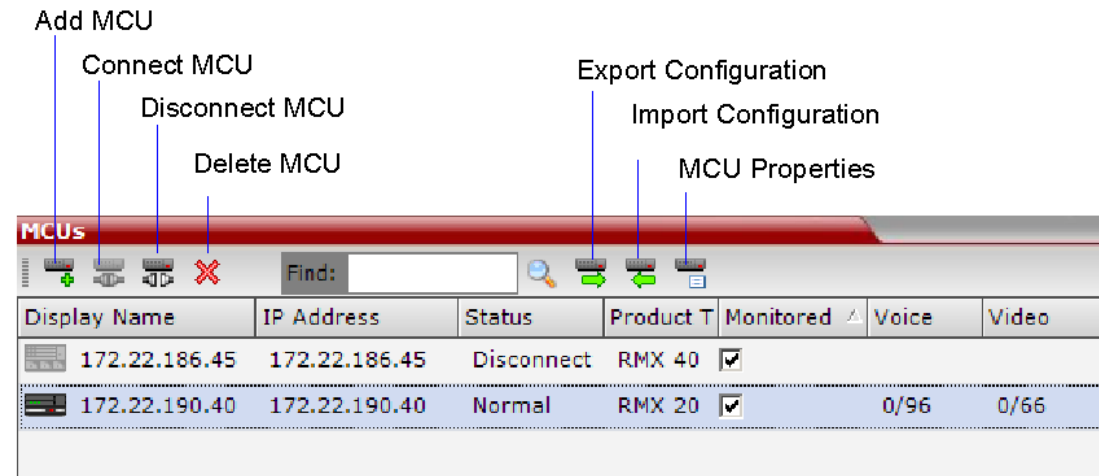 Add MCU
Connect MCU
Export Configuration
Disconnect MCU
Import Configuration
Delete MCU
MCU Properties
MCUs
Find:
Display Name IP Address Status Product T Monitored Voice Video
172.22.186.45 172.22.186.45 Disconnect RMX 40
172.22.190.40 172.22.190.40 Normal RMX 20 0/96 0/66